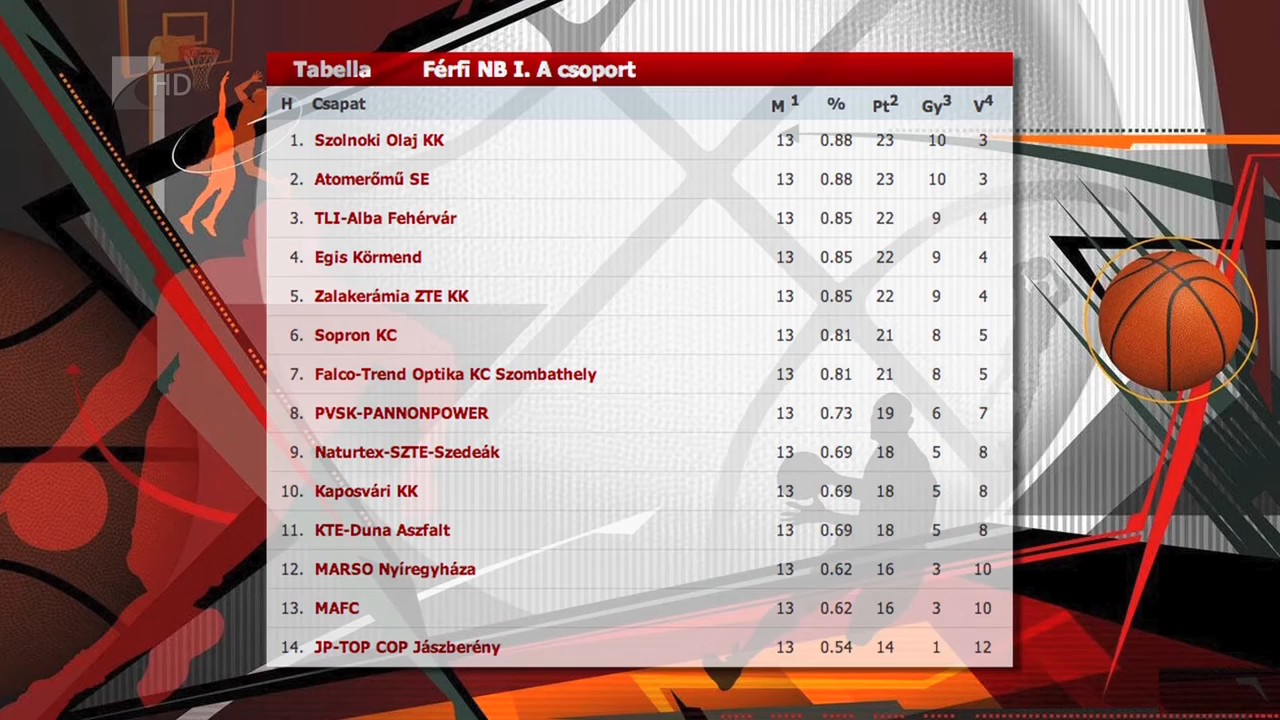 HD
Tabella Férfi NB I. A csoport
H Csapat M 1 % Pt2 Gy3 V4
1. Szolnoki Olaj KK 13 0.88 23 10 3
2. Atomerőmű SE 13 0.88 23 10 3
3. TLI-Alba Fehérvár 13 0.85 22 9 4
4. Egis Körmend 13 0.85 22 9 4
5. Zalakerámia ZTE KK 13 0.85 22 9 4
6. Sopron KC 13 0.81 21 8 5
7. Falco-Trend Optika KC Szombathely 13 0.81 21 8 5
8. PVSK-PANNONPOWER 13 0.73 19 6 7
9. Naturtex-SZTE-Szedeák 13 0.69 18 5 8
10. Kaposvári KK 13 0.69 18 5 8
11. KTE-Duna Aszfalt 13 0.69 18 5 8
12. MARSO Nyíregyháza 13 0.62 16 3 10
13. MAFC 13 0.62 16 3 10
14. JP-TOP COP Jászberény 13 0.54 14 1 12